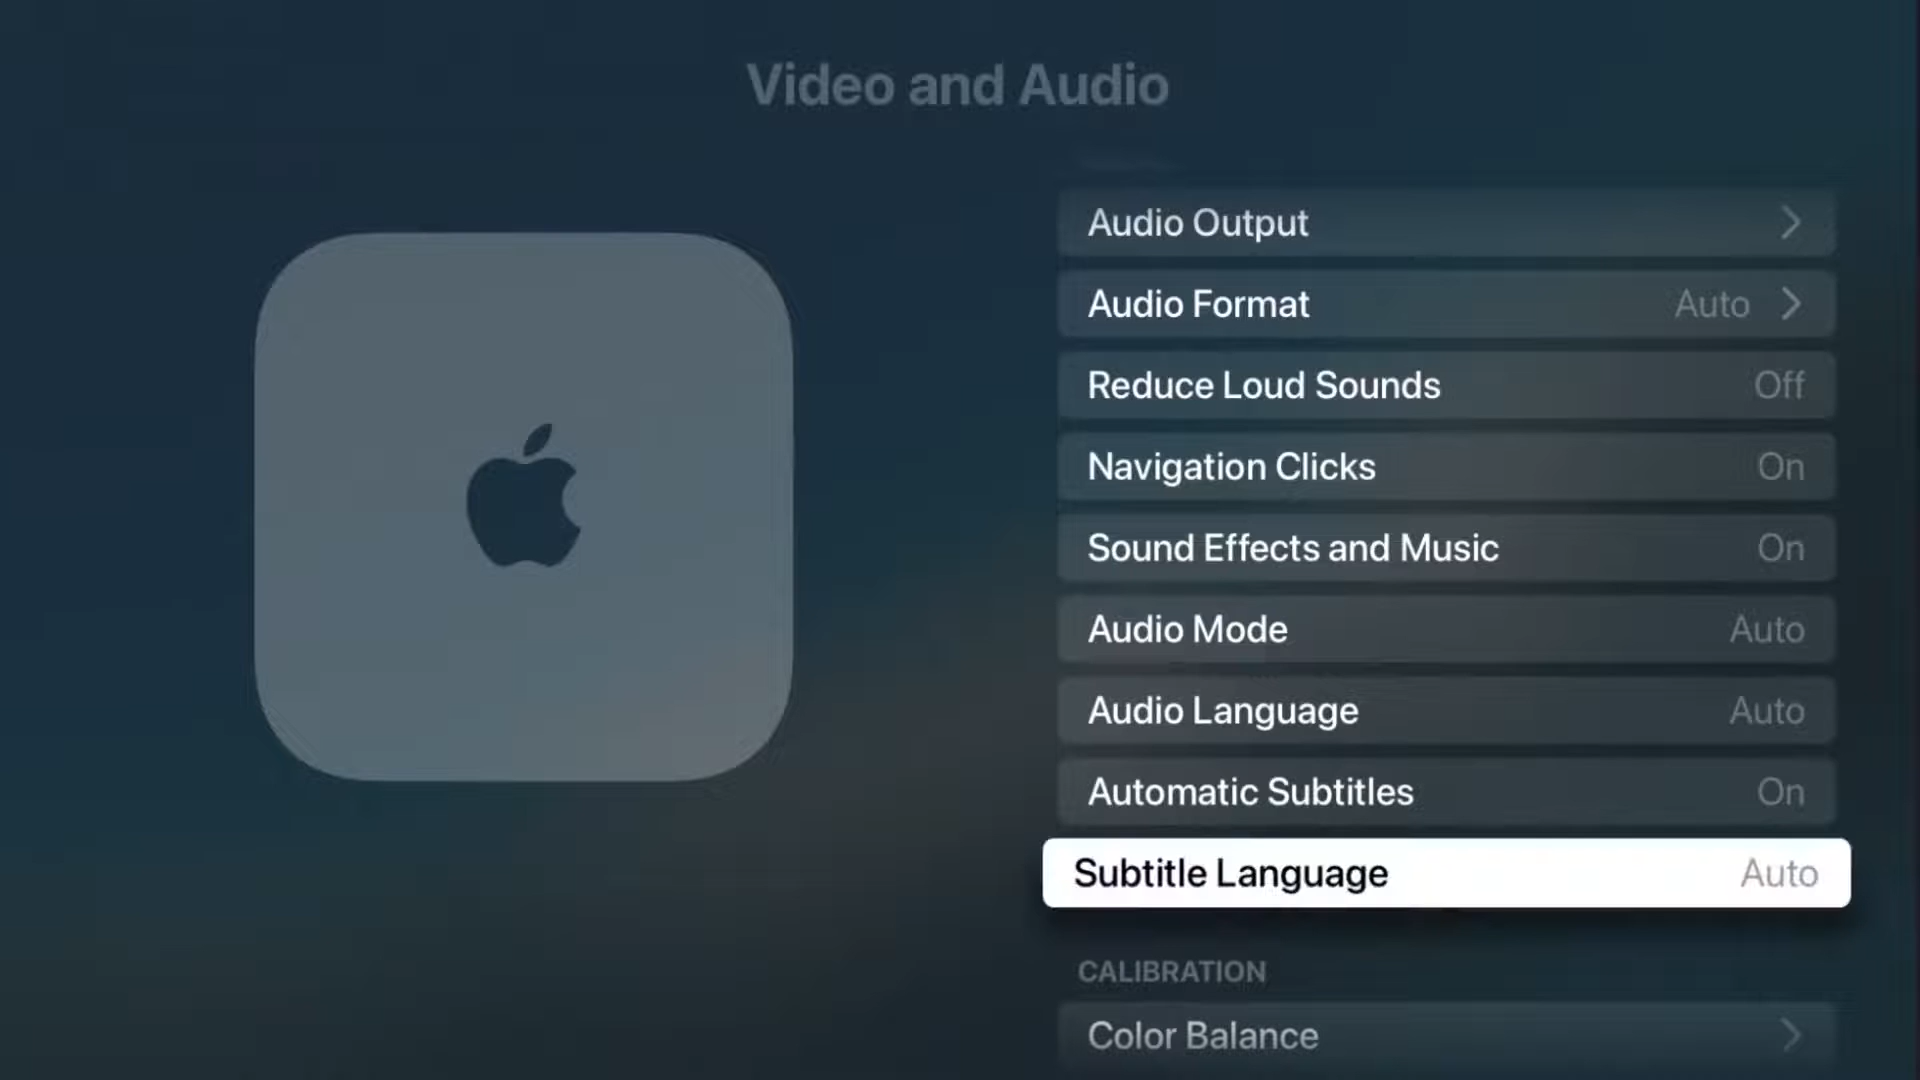 Video and Audio
Audio Output
Audio Format Auto
Reduce Loud Sounds Off
Navigation Clicks On
Sound Effects and Music On
Audio Mode Auto
Audio Language Auto
Automatic Subtitles On
Subtitle Language Auto
CALIBRATION
Color Balance